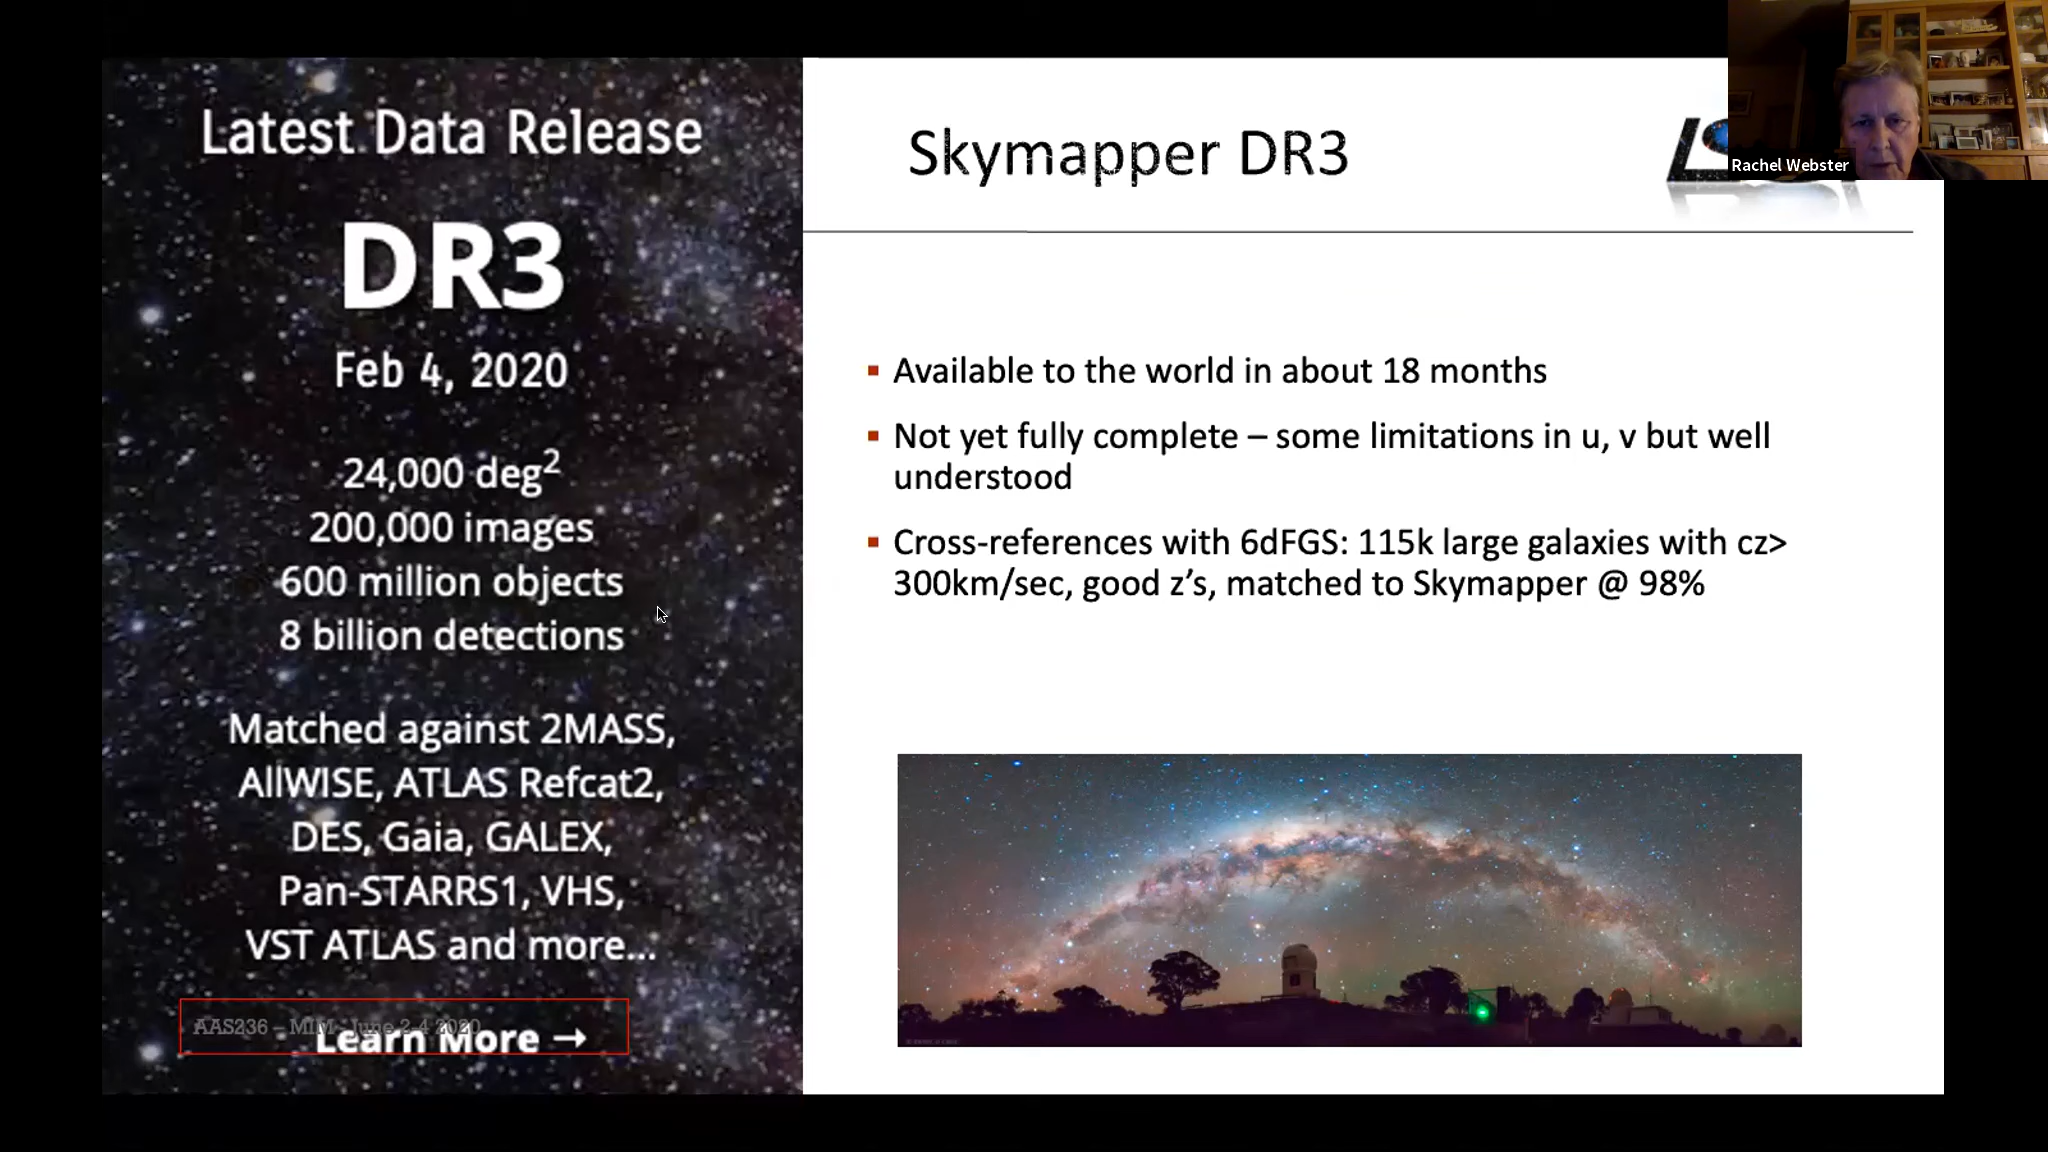 Latest Data Release
DR3
Feb 4, 2020
24,000 deg2
200,000 images
600 million objects
8 billion detections
Matched against 2MASS,
AllWISE, ATLAS Refcat2,
DES, Gaia, GALEX,
Pan-STARRS1, VHS,
VST ATLAS and more...
AAS236 – MIM - June 2-4 2020
Learn More →
Skymapper DR3
Rachel Webster
▪ Available to the world in about 18 months
▪ Not yet fully complete – some limitations in u, v but well
understood
▪ Cross-references with 6dFGS: 115k large galaxies with cz>
300km/sec, good z’s, matched to Skymapper @ 98%